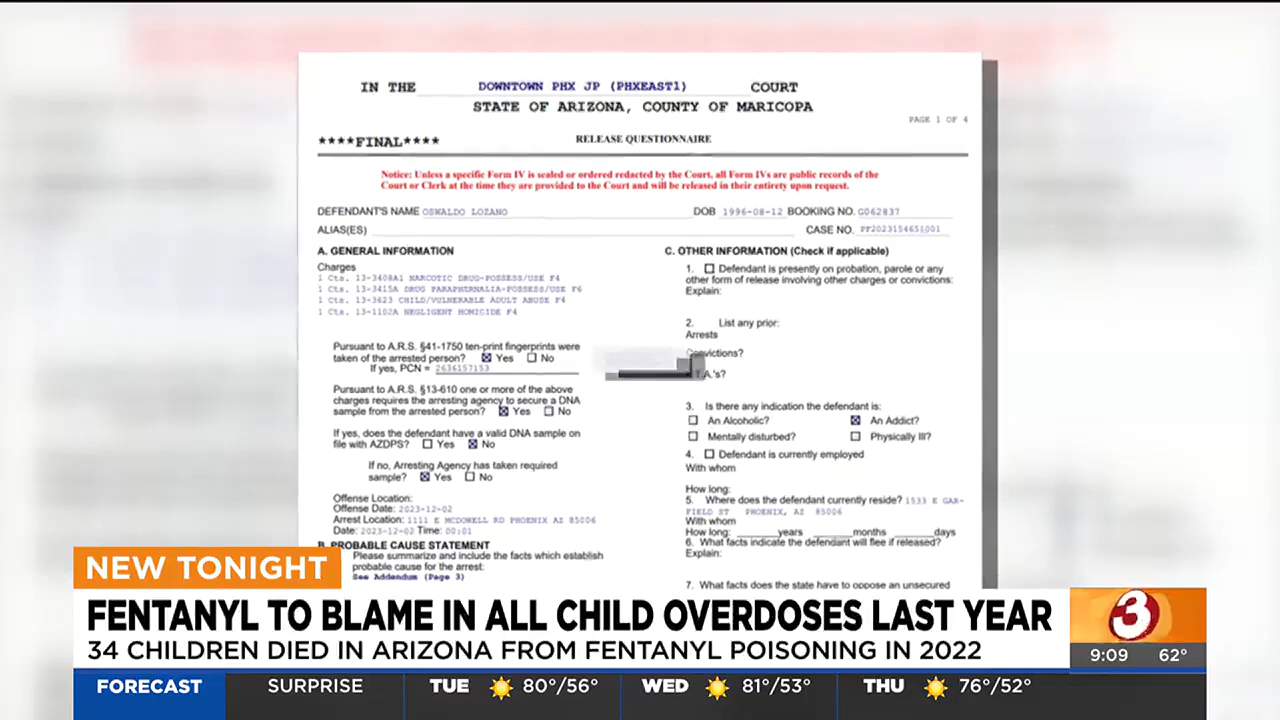 IN THE DOWNTOWN PHX JP (PHXEAST1) COURT
STATE OF ARIZONA, COUNTY OF MARICOPA
PAGE 1 OF 4
****FINAL****
RELEASE QUESTIONNAIRE
Notice: Unless a specific Form IV is sealed or ordered redacted by the Court, all Form IVs are public records of the
Court or Clerk at the time they are provided to the Court and will be released in their entirety upon request.
DEFENDANT'S NAME OSWALDO LOZANO DOB 1996-08-12 BOOKING NO. G062837
ALIAS(ES) CASE NO. PF2023154651001
A. GENERAL INFORMATION
Charges
1 Cts. 13-3408A1 NARCOTIC DRUG-POSSESS/USE F4
1 Cts. 13-3415A DRUG PARAPHERNALIA-POSSESS/USE F6
1 Cts. 13-3623 CHILD/VULNERABLE ADULT ABUSE F4
1 Cts. 13-1102A NEGLIGENT HOMICIDE F4
Pursuant to A.R.S. §41-1750 ten-print fingerprints were
taken of the arrested person? Yes No
If yes, PCN = 2636157153
Pursuant to A.R.S. §13-610 one or more of the above
charges requires the arresting agency to secure a DNA
sample from the arrested person? Yes No
If yes, does the defendant have a valid DNA sample on
file with AZDPS? Yes No
If no, Arresting Agency has taken required
sample? Yes No
Offense Location:
Offense Date: 2023-12-02
Arrest Location: 1111 E MCDOWELL RD PHOENIX AZ 85006
Date: 2023-12-02 Time: 00:01
B. PROBABLE CAUSE STATEMENT
Please summarize and include the facts which establish
probable cause for the arrest:
See Addendum (Page 3)
C. OTHER INFORMATION (Check if applicable)
1. Defendant is presently on probation, parole or any
other form of release involving other charges or convictions:
Explain:
2. List any prior:
Arrests
Convictions?
T.A.'s?
3. Is there any indication the defendant is:
An Alcoholic? An Addict?
Mentally disturbed? Physically Ill?
4. Defendant is currently employed
With whom
How long:
5. Where does the defendant currently reside? 1533 E GAR-
FIELD ST PHOENIX, AZ 85006
With whom
How long: years months days
6. What facts indicate the defendant will flee if released?
Explain:
7. What facts does the state have to oppose an unsecured
NEW TONIGHT
FENTANYL TO BLAME IN ALL CHILD OVERDOSES LAST YEAR
34 CHILDREN DIED IN ARIZONA FROM FENTANYL POISONING IN 2022
3
9:09 62°
FORECAST SURPRISE TUE 80°/56° WED 81°/53° THU 76°/52°